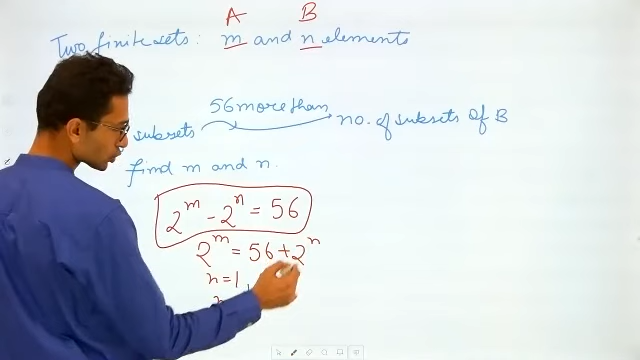 A B
Two finite sets: m and n elements
56 more than
subsets no. of subsets of B
find m and n.
2^m - 2^n = 56
2^m = 56 + 2^n
n = 1